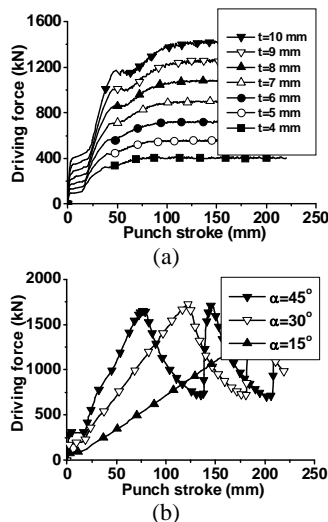 1600
1200
800
400
0
Driving force (kN)
t=10 mm
t=9 mm
t=8 mm
t=7 mm
t=6 mm
t=5 mm
t=4 mm
0 50 100 150 200 250
Punch stroke (mm)
(a)
2000
1500
1000
500
0
Driving force (kN)
α=45°
α=30°
α=15°
0 50 100 150 200 250
Punch stroke (mm)
(b)